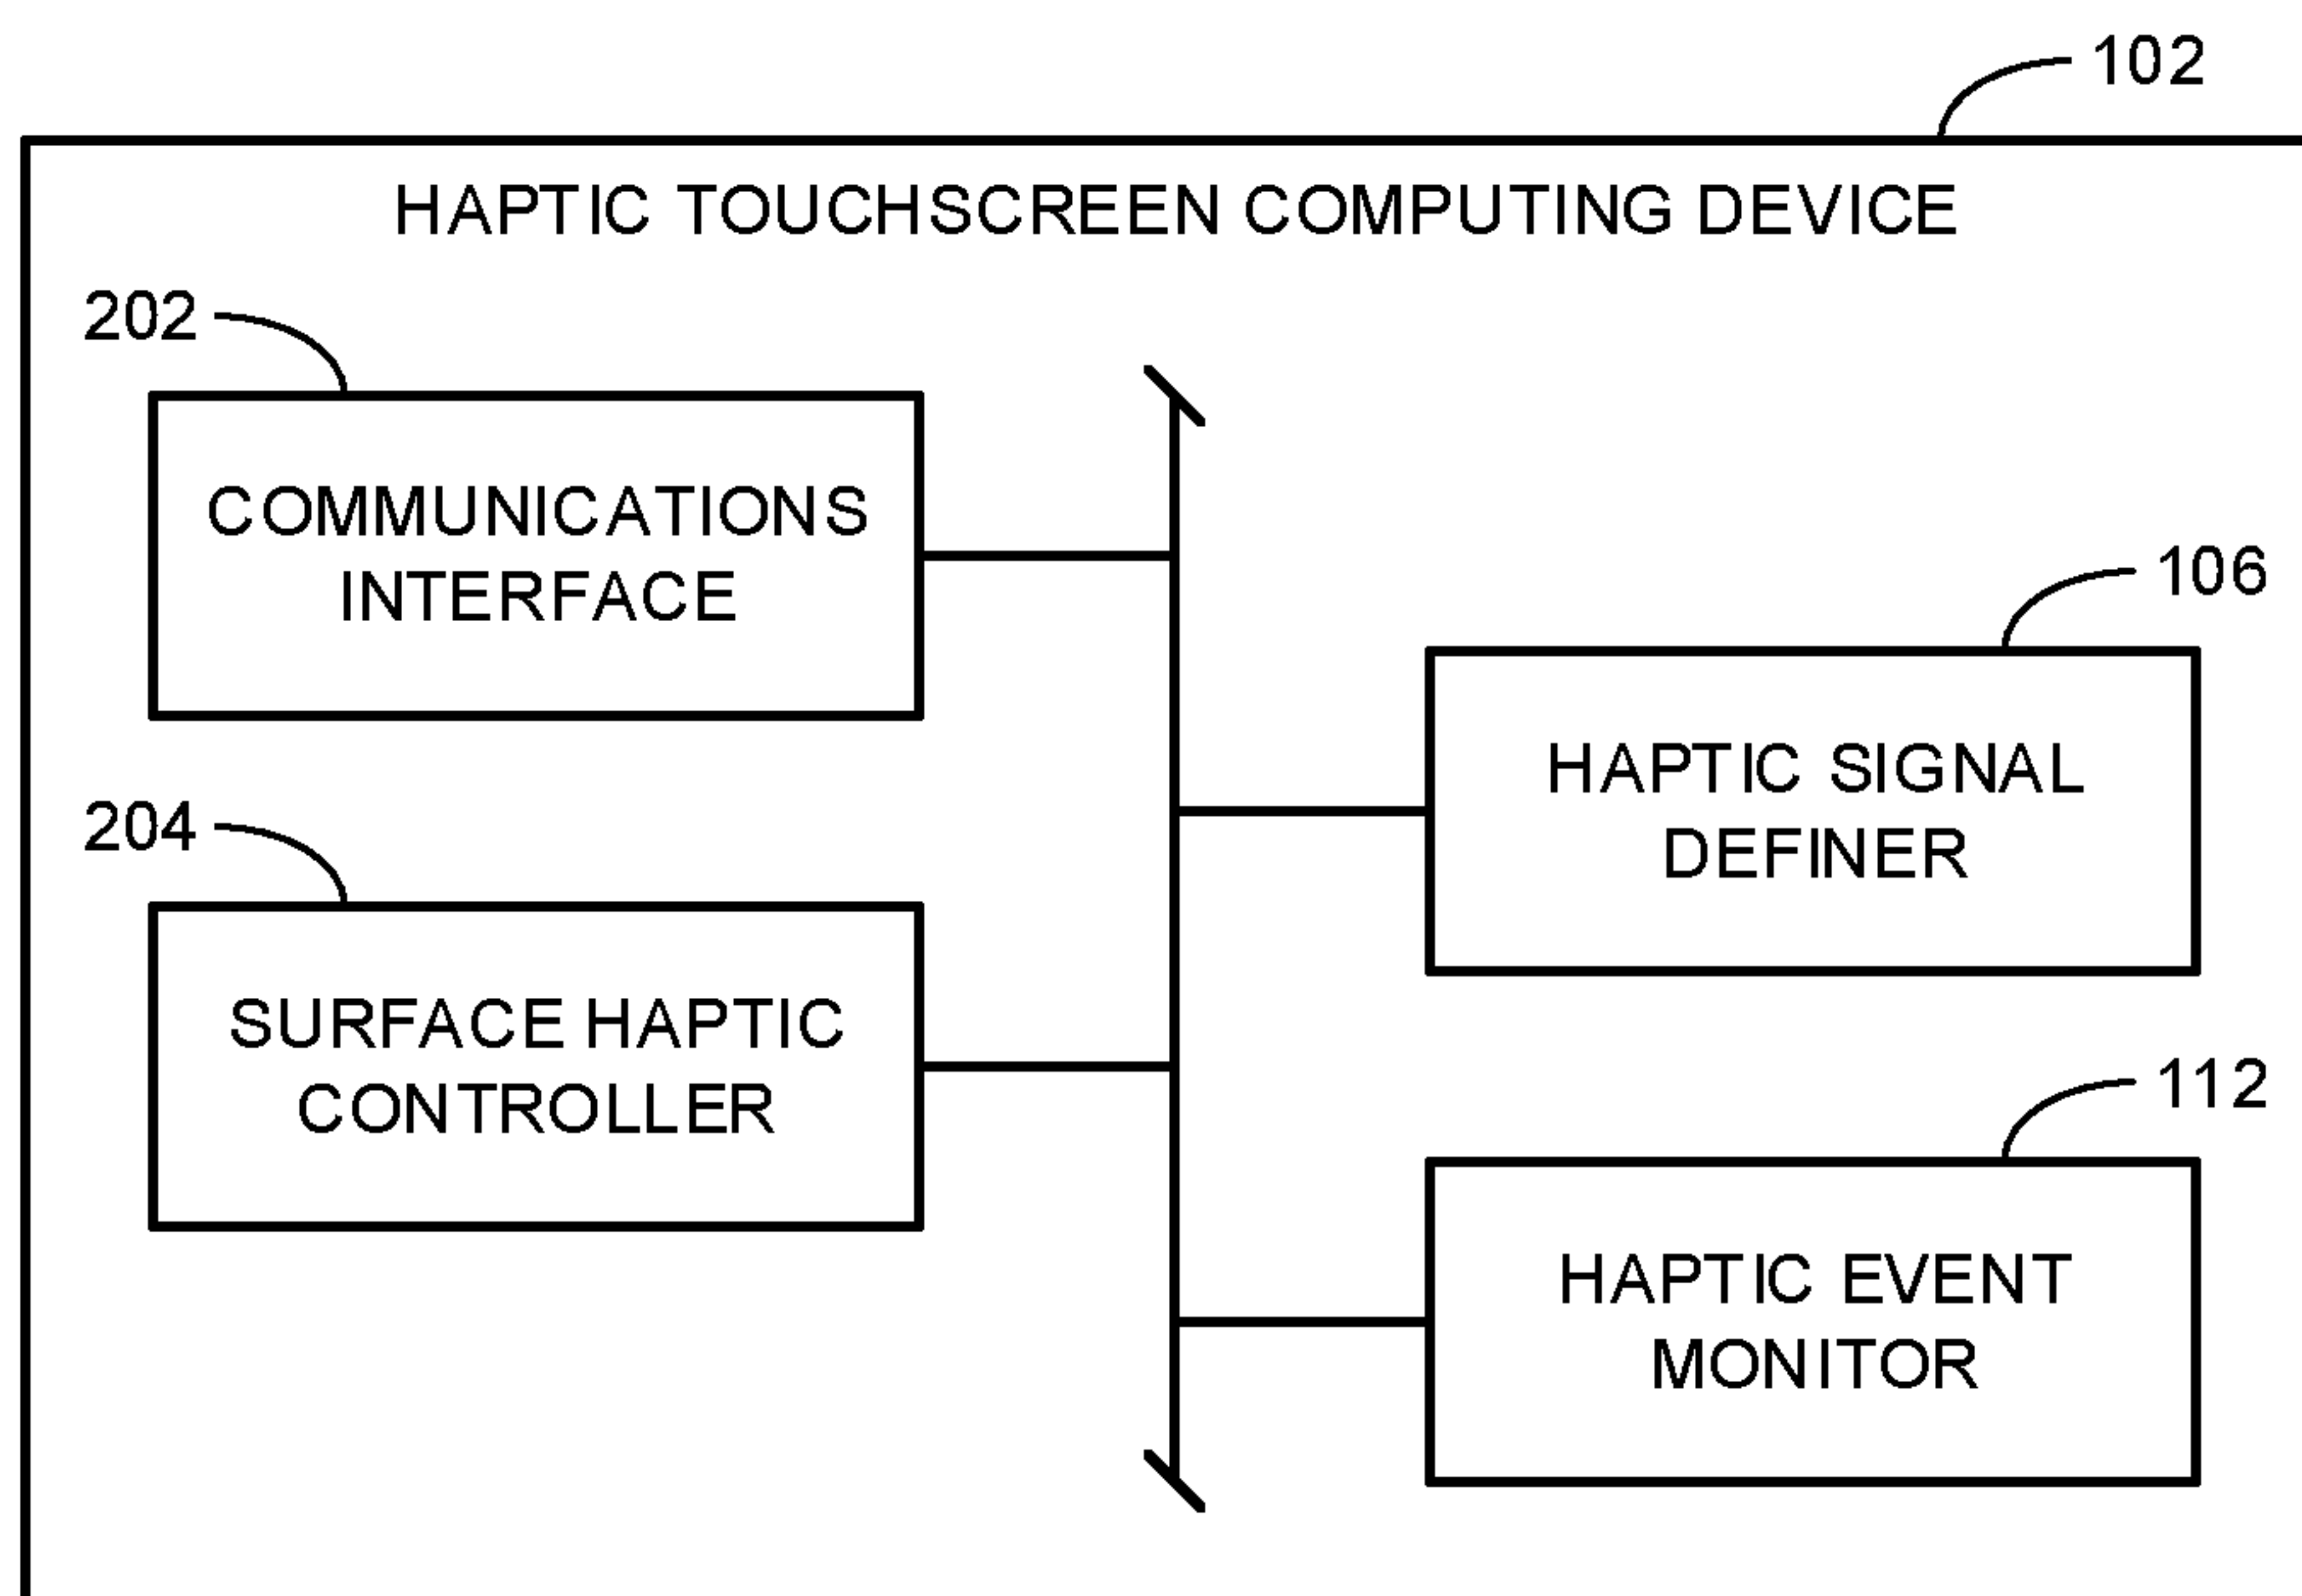 102
HAPTIC TOUCHSCREEN COMPUTING DEVICE
202
COMMUNICATIONS
INTERFACE
106
HAPTIC SIGNAL
DEFINER
204
SURFACE HAPTIC
CONTROLLER
112
HAPTIC EVENT
MONITOR